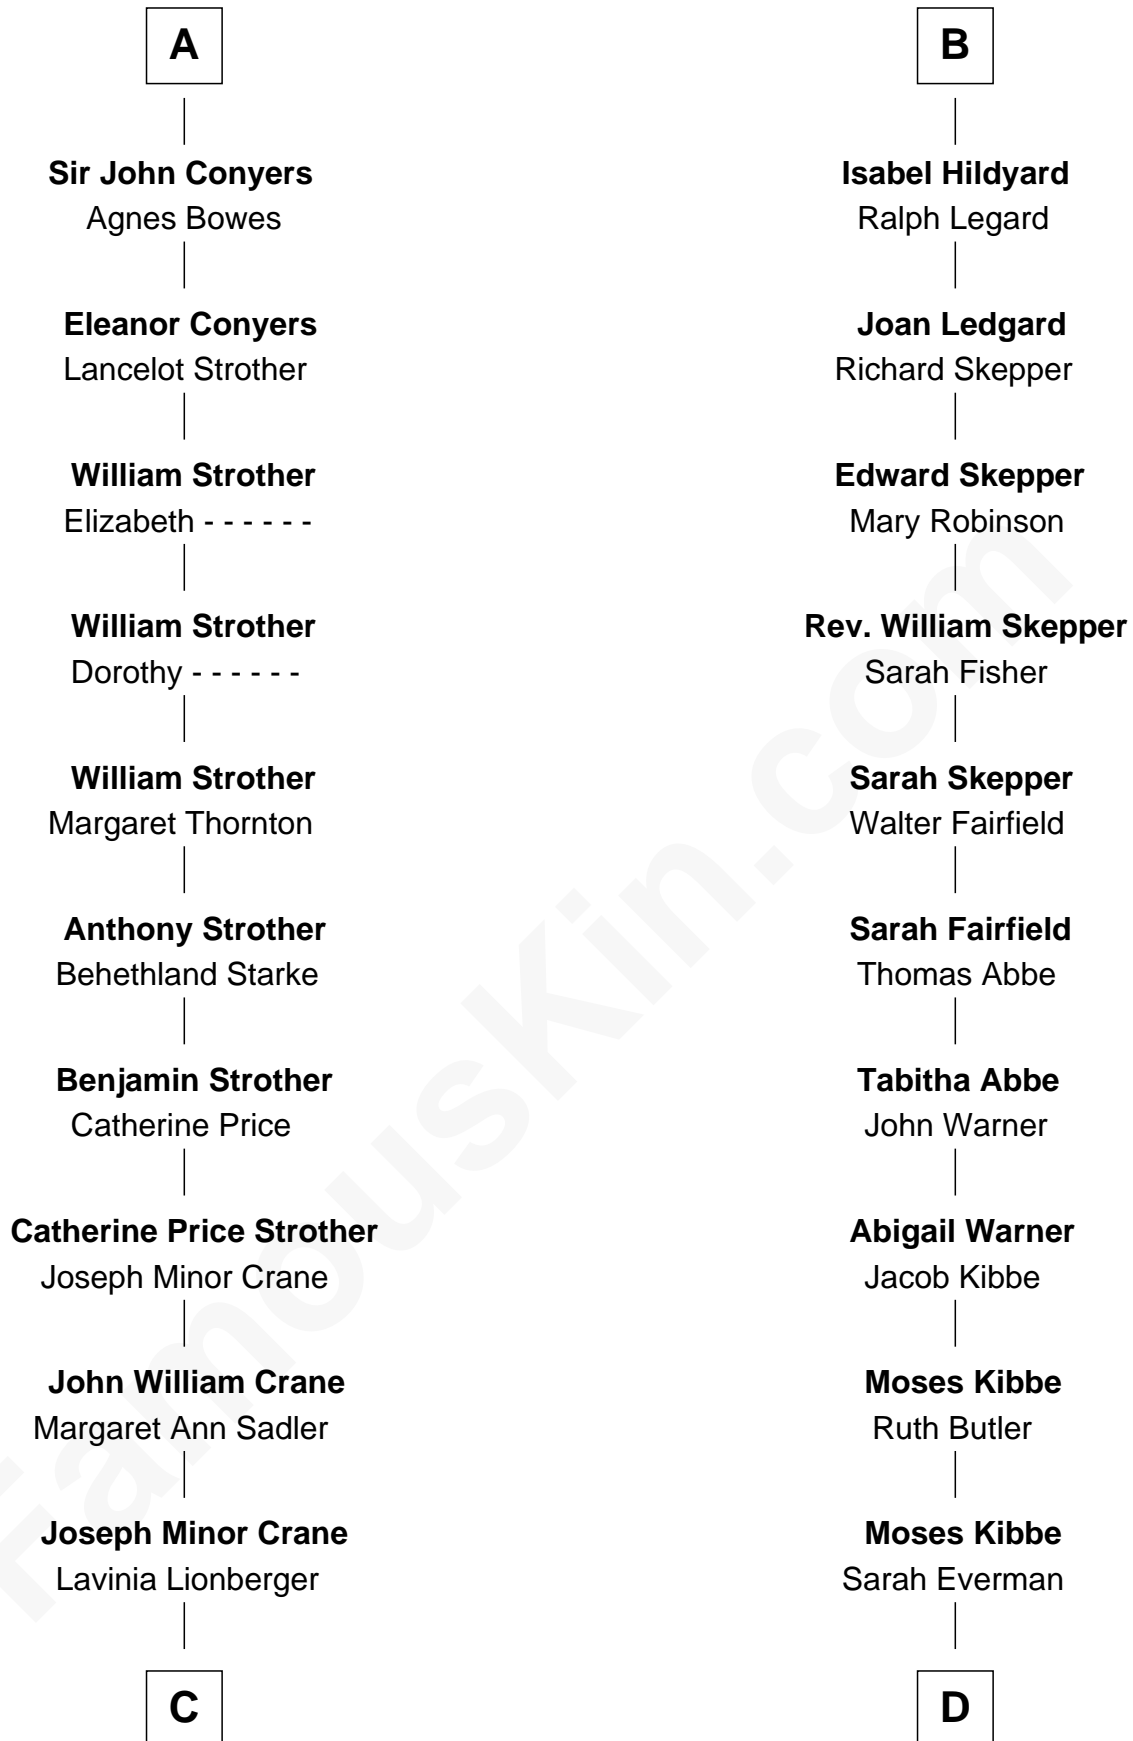 A
Sir John Conyers
Agnes Bowes
Eleanor Conyers
Lancelot Strother
William Strother
Elizabeth - - - - - -
William Strother
Dorothy - - - - - -
William Strother
Margaret Thornton
Anthony Strother
Behethland Starke
Benjamin Strother
Catherine Price
Catherine Price Strother
Joseph Minor Crane
John William Crane
Margaret Ann Sadler
Joseph Minor Crane
Lavinia Lionberger
C
B
Isabel Hildyard
Ralph Legard
Joan Ledgard
Richard Skepper
Edward Skepper
Mary Robinson
Rev. William Skepper
Sarah Fisher
Sarah Skepper
Walter Fairfield
Sarah Fairfield
Thomas Abbe
Tabitha Abbe
John Warner
Abigail Warner
Jacob Kibbe
Moses Kibbe
Ruth Butler
Moses Kibbe
Sarah Everman
D
FamousKin.com